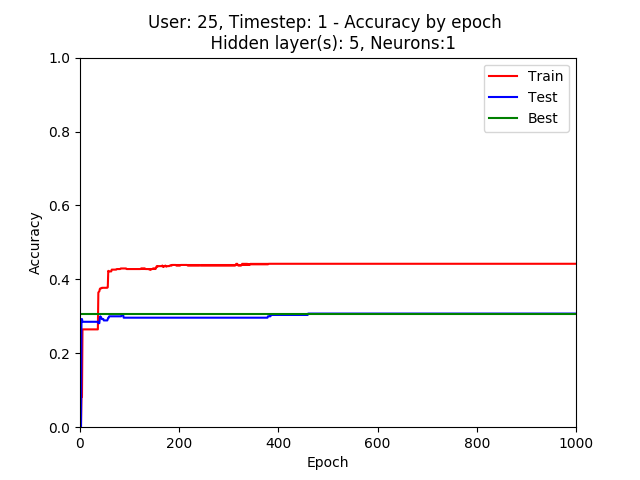 User: 25, Timestep: 1 - Accuracy by epoch
Hidden layer(s): 5, Neurons:1
1.0
0.8
0.6
0.4
0.2
0.0
Accuracy
Train
Test
Best
0 200 400 600 800 1000
Epoch